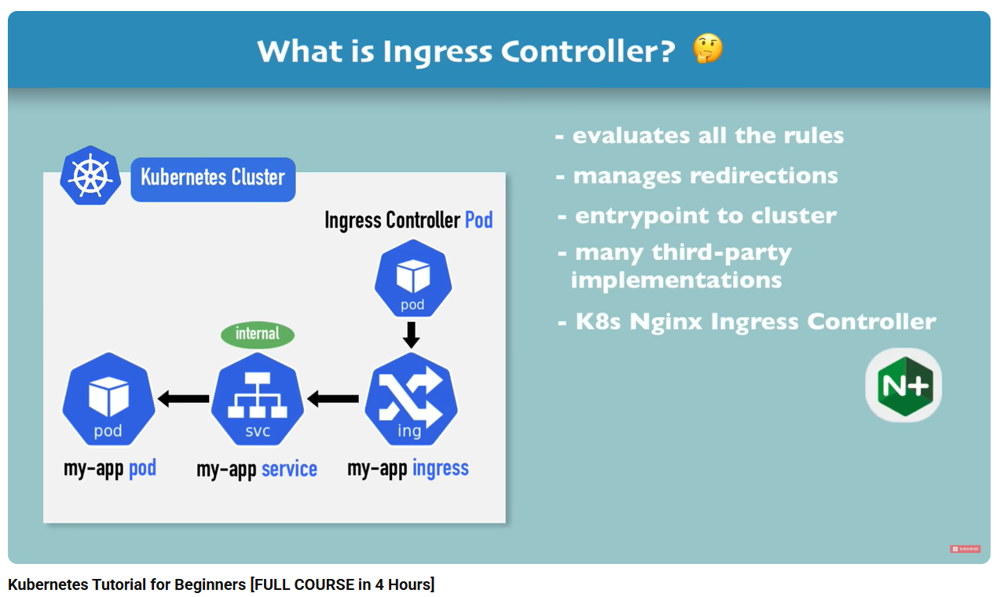 What is Ingress Controller? 🤔
Kubernetes Cluster
Ingress Controller Pod
pod
internal
pod
svc
ing
my-app pod
my-app service
my-app ingress
- evaluates all the rules
- manages redirections
- entrypoint to cluster
- many third-party
implementations
- K8s Nginx Ingress Controller
N+
SUBSCRIBE
Kubernetes Tutorial for Beginners [FULL COURSE in 4 Hours]